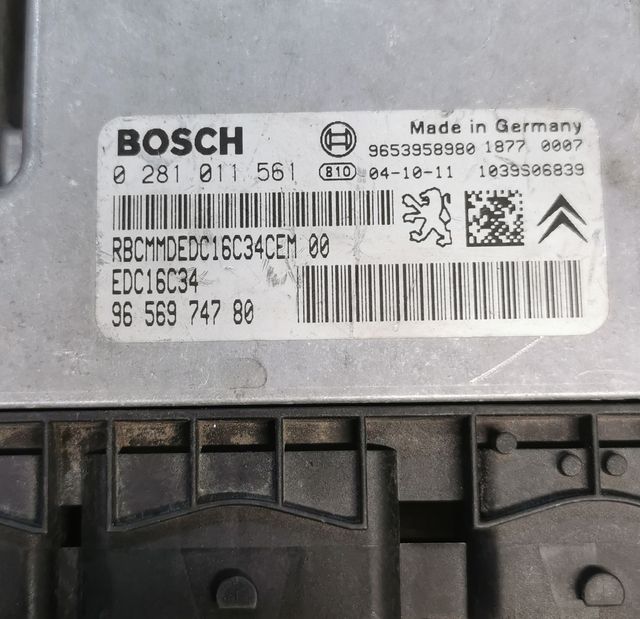 BOSCH
Made in Germany
9653958980 1877 0007
0 281 011 561
810 04-10-11 1039S06839
RBCMMDEDC16C34CEM 00
EDC16C34
96 569 747 80